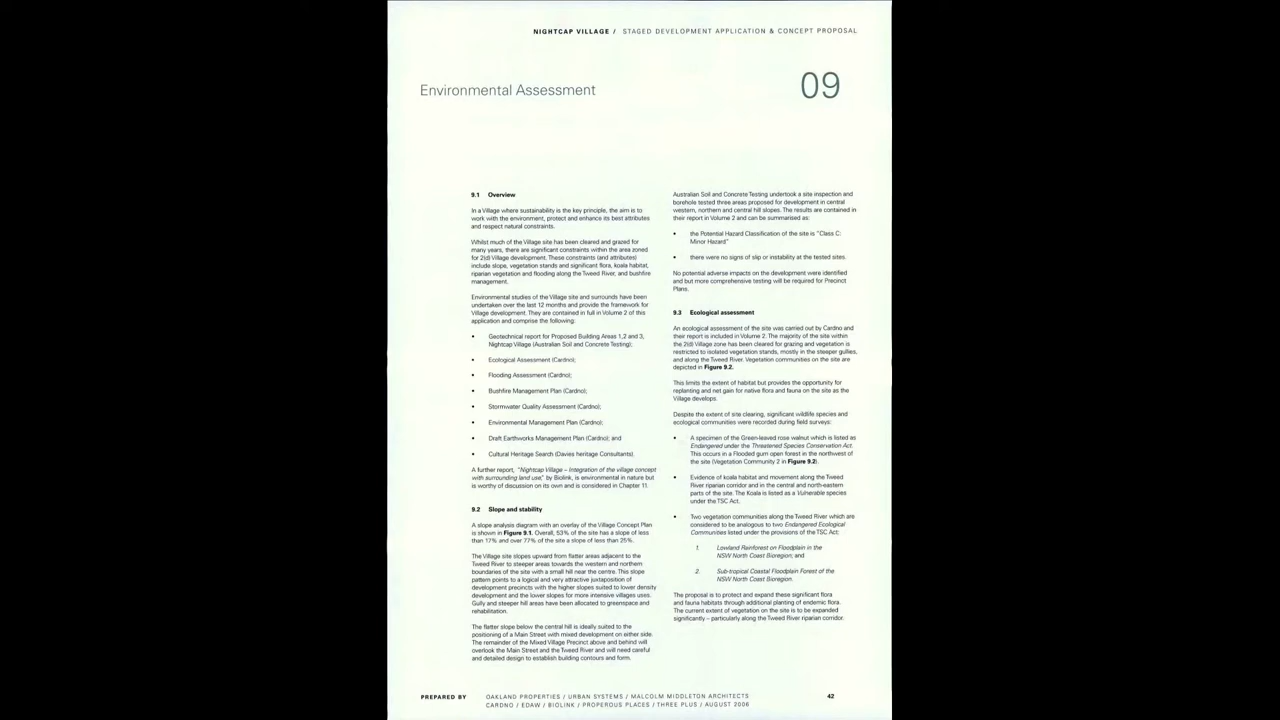 NIGHTCAP VILLAGE / STAGED DEVELOPMENT APPLICATION & CONCEPT PROPOSAL
Environmental Assessment
09
9.1 Overview
In a Village where sustainability is the key principle, the aim is to
work with the environment, protect and enhance its best attributes
and respect natural constraints.
Whilst much of the Village site has been cleared and grazed for
many years, there are significant constraints within the area zoned
for 2(d) Village development. These constraints (and attributes)
include slope, vegetation stands and significant flora, koala habitat,
riparian vegetation and flooding along the Tweed River, and bushfire
management.
Environmental studies of the Village site and surrounds have been
undertaken over the last 12 months and provide the framework for
Village development. They are contained in full in Volume 2 of this
application and comprise the following:
• Geotechnical report for Proposed Building Areas 1,2 and 3,
Nightcap Village (Australian Soil and Concrete Testing);
• Ecological Assessment (Cardno);
• Flooding Assessment (Cardno);
• Bushfire Management Plan (Cardno);
• Stormwater Quality Assessment (Cardno);
• Environmental Management Plan (Cardno);
• Draft Earthworks Management Plan (Cardno); and
• Cultural Heritage Search (Davies heritage Consultants).
A further report, "Nightcap Village – Integration of the village concept
with surrounding land use," by Biolink, is environmental in nature but
is worthy of discussion on its own and is considered in Chapter 11.
9.2 Slope and stability
A slope analysis diagram with an overlay of the Village Concept Plan
is shown in Figure 9.1. Overall, 53% of the site has a slope of less
than 17% and over 77% of the site a slope of less than 25%.
The Village site slopes upward from flatter areas adjacent to the
Tweed River to steeper areas towards the western and northern
boundaries of the site with a small hill near the centre. This slope
pattern points to a logical and very attractive juxtaposition of
development precincts with the higher slopes suited to lower density
development and the lower slopes for more intensive villages uses.
Gully and steeper hill areas have been allocated to greenspace and
rehabilitation.
The flatter slope below the central hill is ideally suited to the
positioning of a Main Street with mixed development on either side.
The remainder of the Mixed Village Precinct above and behind will
overlook the Main Street and the Tweed River and will need careful
and detailed design to establish building contours and form.
Australian Soil and Concrete Testing undertook a site inspection and
borehole tested three areas proposed for development in central
western, northern and central hill slopes. The results are contained in
their report in Volume 2 and can be summarised as:
• the Potential Hazard Classification of the site is "Class C:
Minor Hazard"
• there were no signs of slip or instability at the tested sites.
No potential adverse impacts on the development were identified
and but more comprehensive testing will be required for Precinct
Plans.
9.3 Ecological assessment
An ecological assessment of the site was carried out by Cardno and
their report is included in Volume 2. The majority of the site within
the 2(d) Village zone has been cleared for grazing and vegetation is
restricted to isolated vegetation stands, mostly in the steeper gullies,
and along the Tweed River. Vegetation communities on the site are
depicted in Figure 9.2.
This limits the extent of habitat but provides the opportunity for
replanting and net gain for native flora and fauna on the site as the
Village develops.
Despite the extent of site clearing, significant wildlife species and
ecological communities were recorded during field surveys:
• A specimen of the Green-leaved rose walnut which is listed as
Endangered under the Threatened Species Conservation Act.
This occurs in a Flooded gum open forest in the northwest of
the site (Vegetation Community 2 in Figure 9.2).
• Evidence of koala habitat and movement along the Tweed
River riparian corridor and in the central and north-eastern
parts of the site. The Koala is listed as a Vulnerable species
under the TSC Act.
• Two vegetation communities along the Tweed River which are
considered to be analogous to two Endangered Ecological
Communities listed under the provisions of the TSC Act:
1. Lowland Rainforest on Floodplain in the
NSW North Coast Bioregion; and
2. Sub-tropical Coastal Floodplain Forest of the
NSW North Coast Bioregion.
The proposal is to protect and expand these significant flora
and fauna habitats through additional planting of endemic flora.
The current extent of vegetation on the site is to be expanded
significantly – particularly along the Tweed River riparian corridor.
PREPARED BY OAKLAND PROPERTIES / URBAN SYSTEMS / MALCOLM MIDDLETON ARCHITECTS
CARDNO / EDAW / BIOLINK / PROPEROUS PLACES / THREE PLUS / AUGUST 2006
42